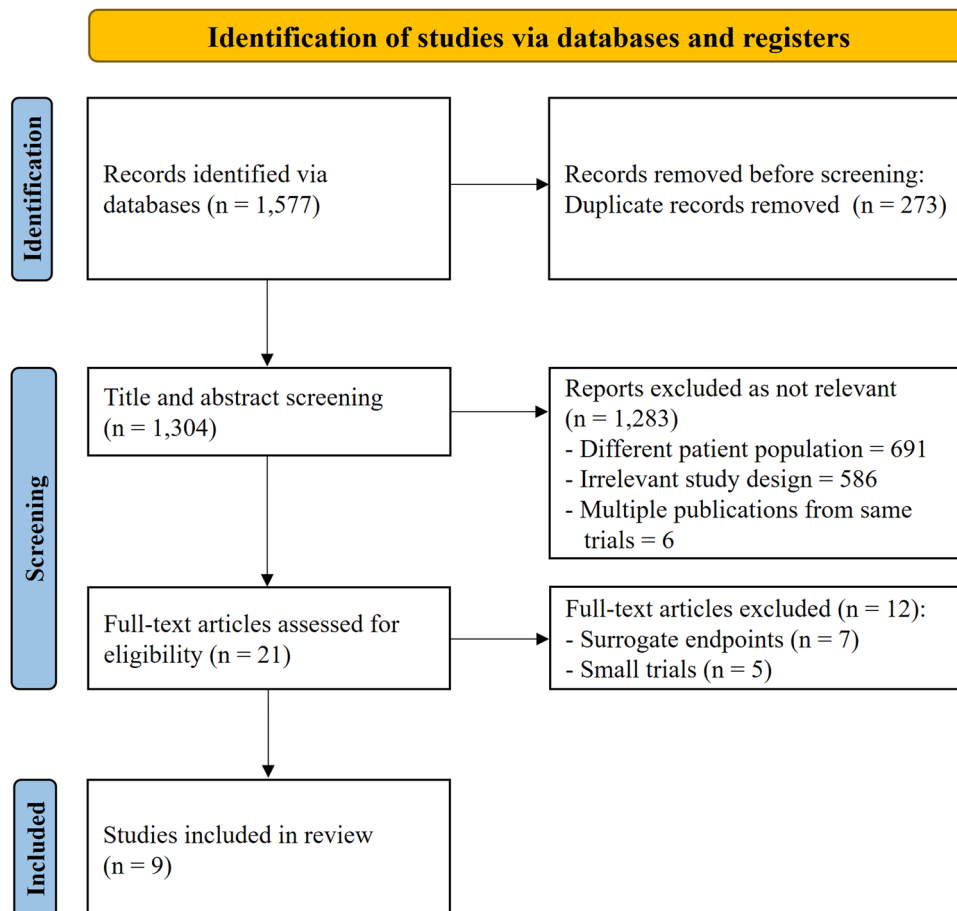 Identification of studies via databases and registers
Identification
Records identified via
databases (n = 1,577)
Records removed before screening:
Duplicate records removed  (n = 273)
Screening
Title and abstract screening
(n = 1,304)
Reports excluded as not relevant
(n = 1,283)
- Different patient population = 691
- Irrelevant study design = 586
- Multiple publications from same
trials = 6
Full-text articles assessed for
eligibility (n = 21)
Full-text articles excluded (n = 12):
- Surrogate endpoints (n = 7)
- Small trials (n = 5)
Included
Studies included in review
(n = 9)